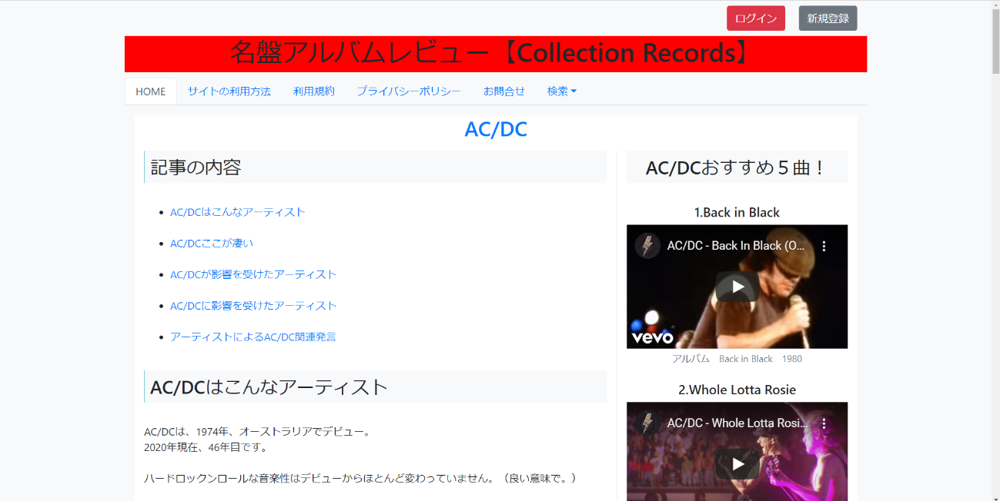 ログイン
新規登録
名盤アルバムレビュー【Collection Records】
HOME
サイトの利用方法
利用規約
プライバシーポリシー
お問合せ
検索
AC/DC
記事の内容
AC/DCはこんなアーティスト
AC/DCここが凄い
AC/DCが影響を受けたアーティスト
AC/DCに影響を受けたアーティスト
アーティストによるAC/DC関連発言
AC/DCはこんなアーティスト
AC/DCは、1974年、オーストラリアでデビュー。
2020年現在、46年目です。
ハードロックンロールな音楽性はデビューからほとんど変わっていません。（良い意味で。）
AC/DCおすすめ５曲！
1.Back in Black
AC/DC - Back In Black (O...
vevo
アルバム　Back in Black　1980
2.Whole Lotta Rosie
AC/DC - Whole Lotta Rosi...